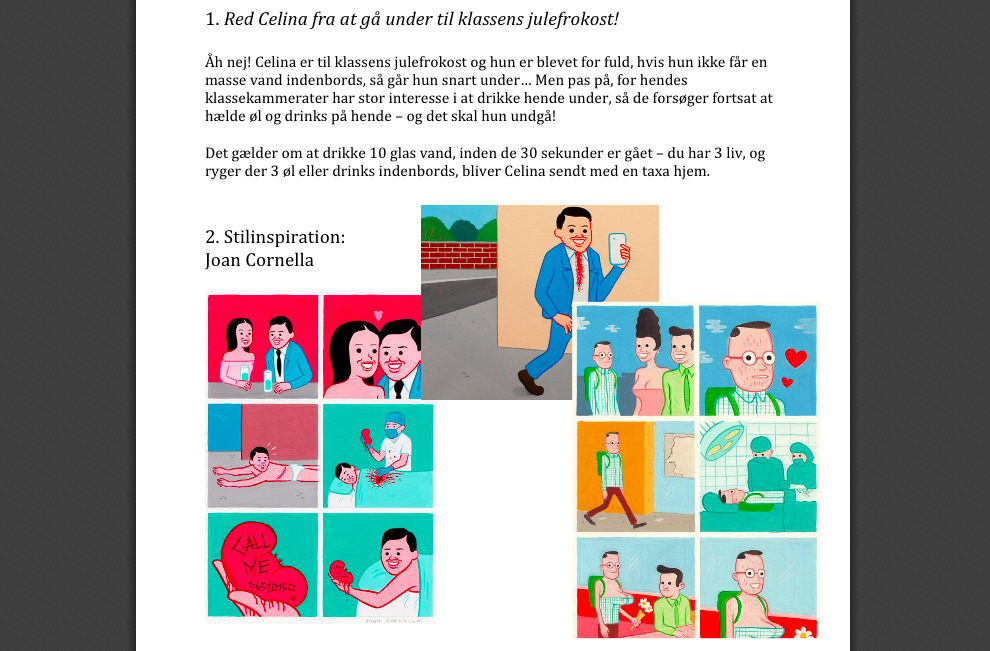 1. Red Celina fra at gå under til klassens julefrokost!
Åh nej! Celina er til klassens julefrokost og hun er blevet for fuld, hvis hun ikke får en
masse vand indenbords, så går hun snart under... Men pas på, for hendes
klassekammerater har stor interesse i at drikke hende under, så de forsøger fortsat at
hælde øl og drinks på hende – og det skal hun undgå!
Det gælder om at drikke 10 glas vand, inden de 30 sekunder er gået – du har 3 liv, og
ryger der 3 øl eller drinks indenbords, bliver Celina sendt med en taxa hjem.
2. Stilinspiration:
Joan Cornella
CALL
ME
JOAN CORNELLA